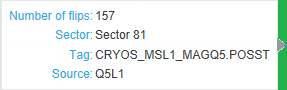 Number of flips: 157
Sector: Sector 81
Tag: CRYOS_MSL1_MAGQ5.POSST
Source: Q5L1